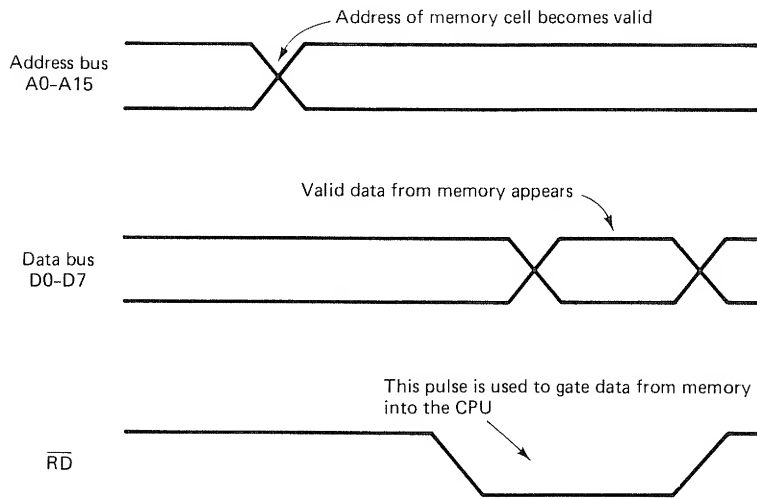 Address of memory cell becomes valid
Address bus
A0-A15
Valid data from memory appears
Data bus
D0-D7
This pulse is used to gate data from memory
into the CPU
R̅D̅